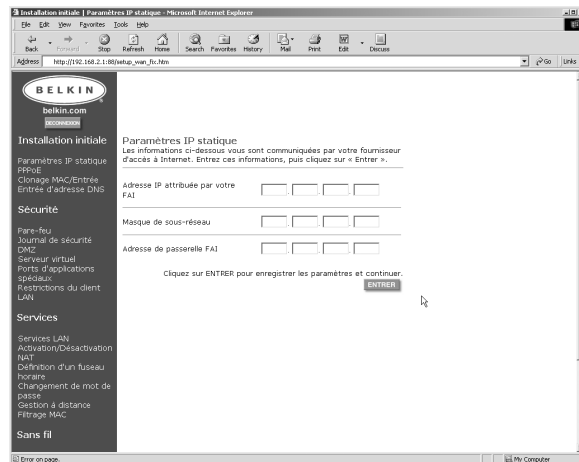 Installation initiale | Paramètres IP statique - Microsoft Internet Explorer
File Edit View Favorites Tools Help
Back Forward Stop Refresh Home Search Favorites History Mail Print Edit Discuss
Address http://192.168.2.1:88/setup_wan_fix.htm Go Links
BELKIN
belkin.com
DECONNEXION
Installation initiale
Paramètres IP statique
PPPoE
Clonage MAC/Entrée
Entrée d'adresse DNS
Sécurité
Pare-feu
Journal de sécurité
DMZ
Serveur virtuel
Ports d'applications
spéciaux
Restrictions du client
LAN
Services
Services LAN
Activation/Désactivation
NAT
Définition d'un fuseau
horaire
Changement de mot de
passe
Gestion à distance
Filtrage MAC
Sans fil
Paramètres IP statique
Les informations ci-dessous vous sont communiquées par votre fournisseur
d'accès à Internet. Entrez ces informations, puis cliquez sur « Entrer ».
Adresse IP attribuée par votre
FAI
Masque de sous-réseau
Adresse de passerelle FAI
Cliquez sur ENTRER pour enregistrer les paramètres et continuer.
ENTRER
Error on page.
My Computer